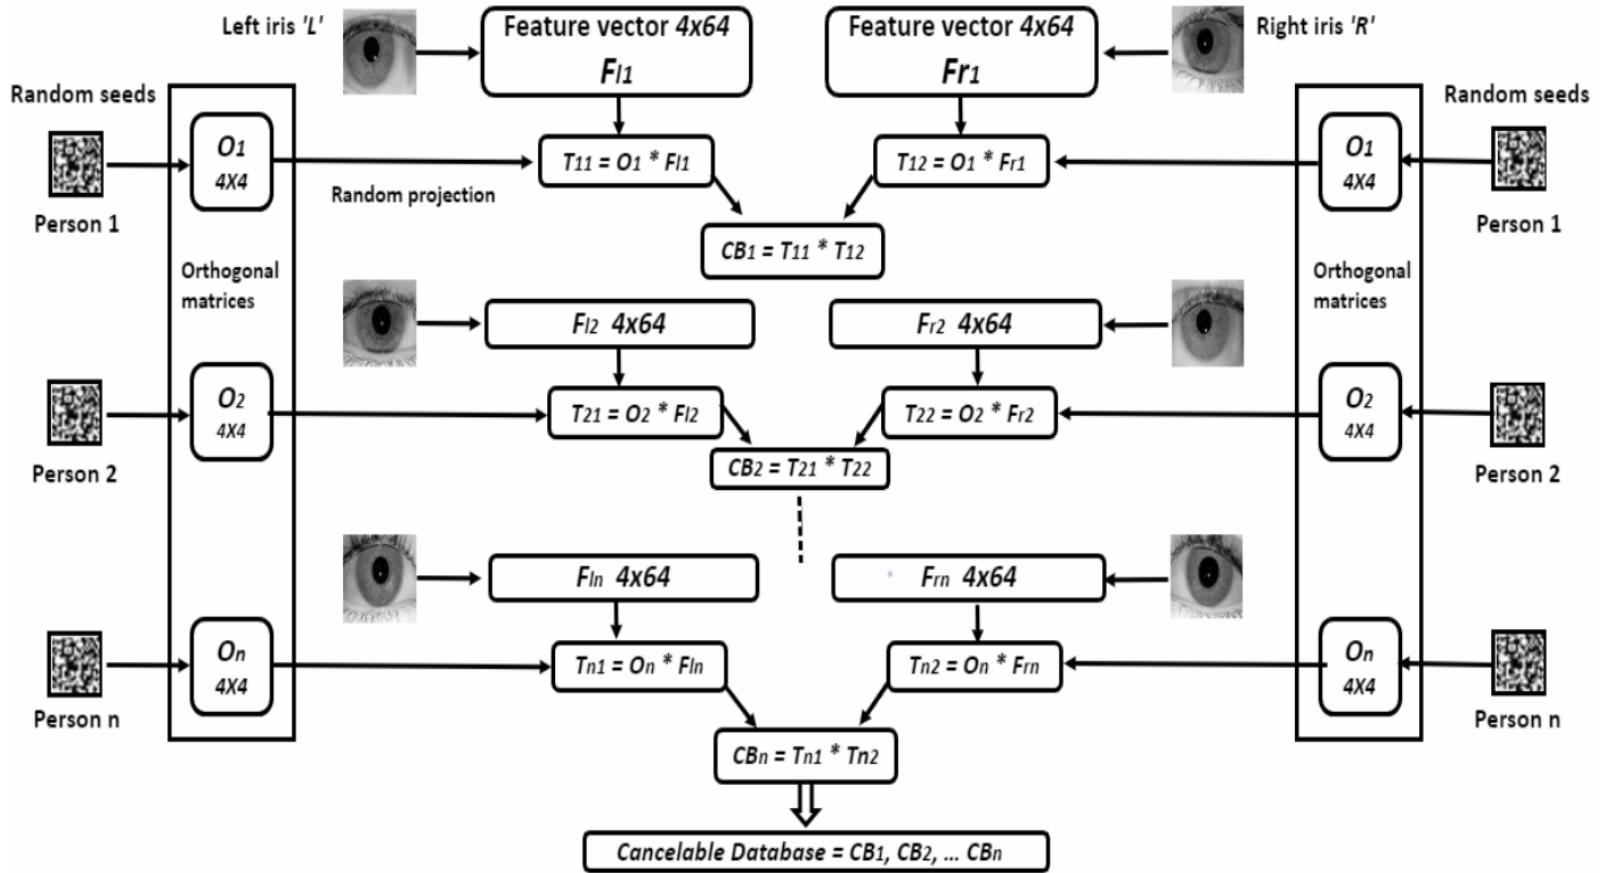 Left iris 'L'
Feature vector 4x64
Fl1
Feature vector 4x64
Fr1
Right iris 'R'
Random seeds
Random seeds
O1
4X4
T11 = O1 * Fl1
T12 = O1 * Fr1
O1
4X4
Random projection
Person 1
Person 1
CB1 = T11 * T12
Orthogonal
matrices
Orthogonal
matrices
Fl2 4x64
Fr2 4x64
O2
4X4
T21 = O2 * Fl2
T22 = O2 * Fr2
O2
4X4
Person 2
Person 2
CB2 = T21 * T22
Fln 4x64
Frn 4x64
On
4X4
Tn1 = On * Fln
Tn2 = On * Frn
On
4X4
Person n
Person n
CBn = Tn1 * Tn2
Cancelable Database = CB1, CB2, ... CBn